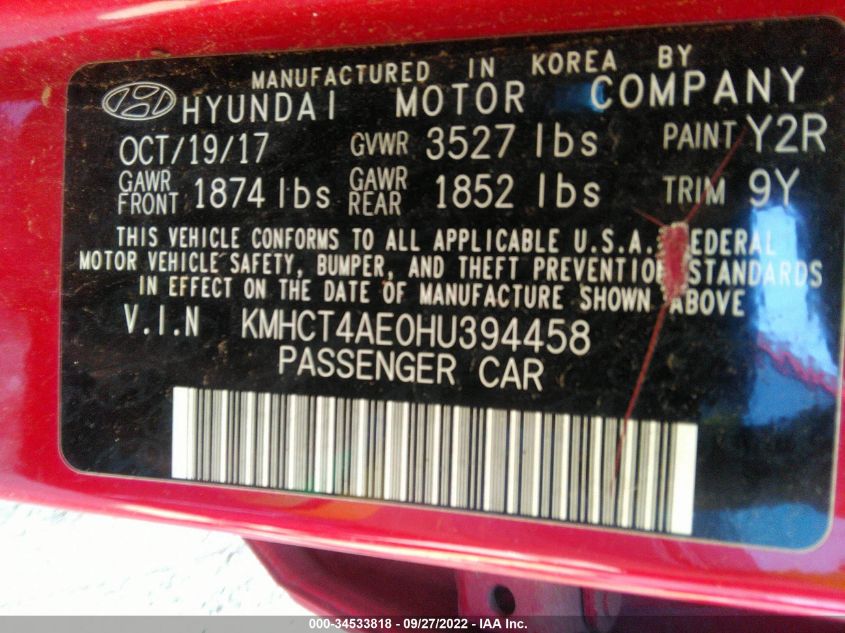 MANUFACTURED IN KOREA BY
HYUNDAI MOTOR COMPANY
OCT/19/17 GVWR 3527 lbs PAINT Y2R
GAWR FRONT 1874 lbs GAWR REAR 1852 lbs TRIM 9Y
THIS VEHICLE CONFORMS TO ALL APPLICABLE U.S.A. EDERAL
MOTOR VEHICLE SAFETY, BUMPER, AND THEFT PREVENTION STANDARDS
IN EFFECT ON THE DATE OF MANUFACTURE SHOWN ABOVE
V.I.N KMHCT4AE0HU394458
PASSENGER CAR
000-34533818 - 09/27/2022 - IAA Inc.